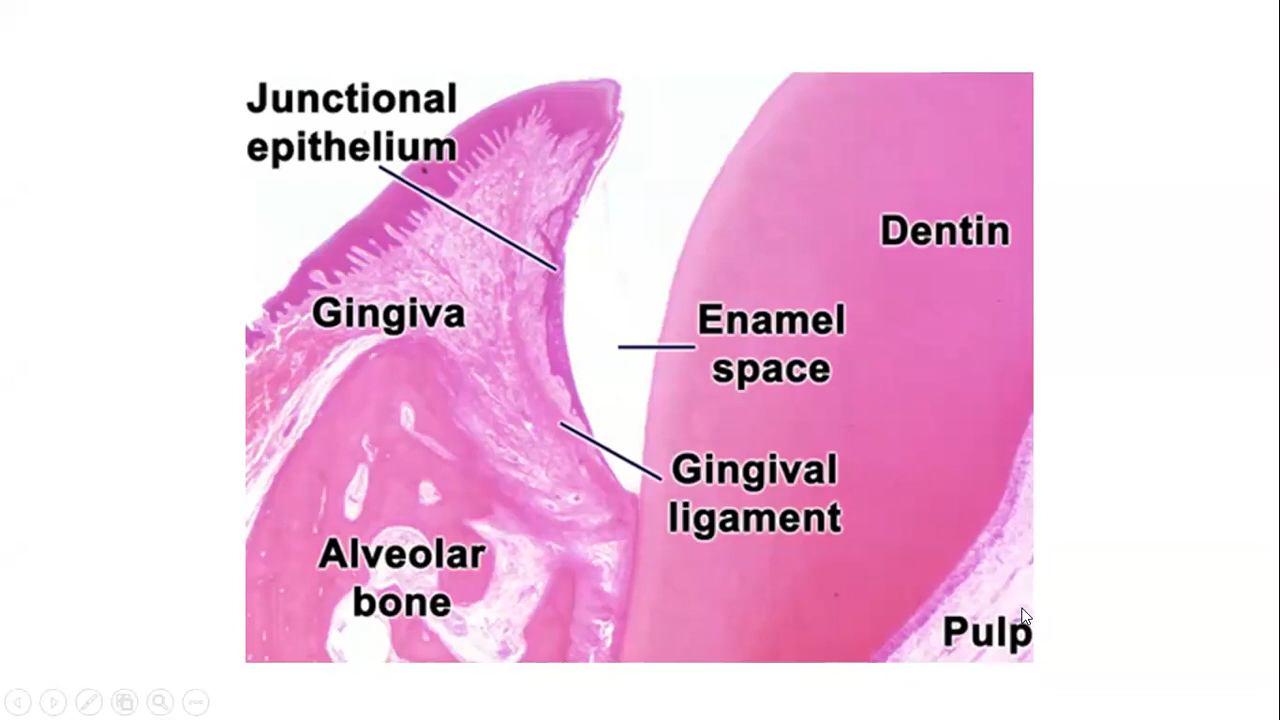 Junctional
epithelium
Dentin
Gingiva
Enamel
space
Gingival
ligament
Alveolar
bone
Pulp